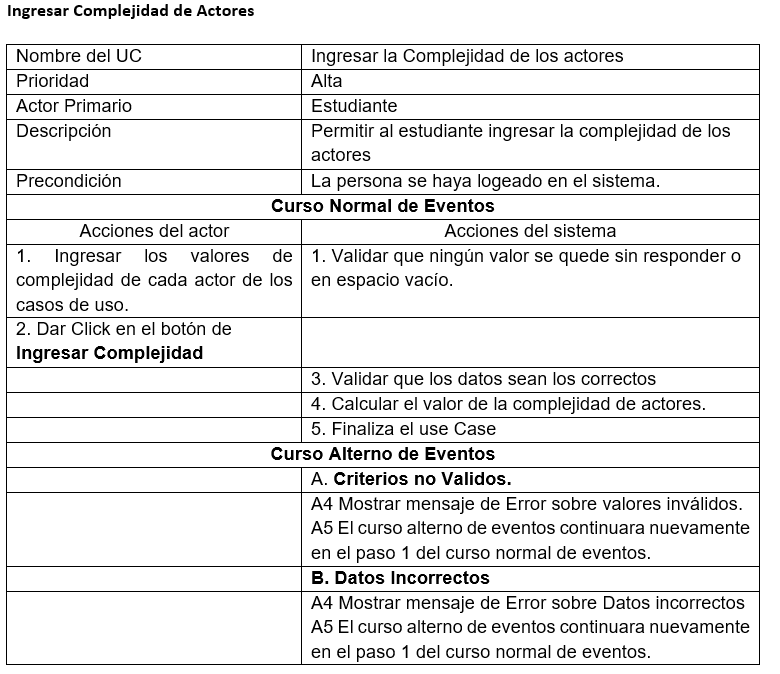 Ingresar Complejidad de Actores
Nombre del UC
Ingresar la Complejidad de los actores
Prioridad
Alta
Actor Primario
Estudiante
Descripción
Permitir al estudiante ingresar la complejidad de los
actores
Precondición
La persona se haya logeado en el sistema.
Curso Normal de Eventos
Acciones del actor
Acciones del sistema
1. Ingresar los valores de
complejidad de cada actor de los
casos de uso.
1. Validar que ningún valor se quede sin responder o
en espacio vacío.
2. Dar Click en el botón de
Ingresar Complejidad
3. Validar que los datos sean los correctos
4. Calcular el valor de la complejidad de actores.
5. Finaliza el use Case
Curso Alterno de Eventos
A. Criterios no Validos.
A4 Mostrar mensaje de Error sobre valores inválidos.
A5 El curso alterno de eventos continuara nuevamente
en el paso 1 del curso normal de eventos.
B. Datos Incorrectos
A4 Mostrar mensaje de Error sobre Datos incorrectos
A5 El curso alterno de eventos continuara nuevamente
en el paso 1 del curso normal de eventos.